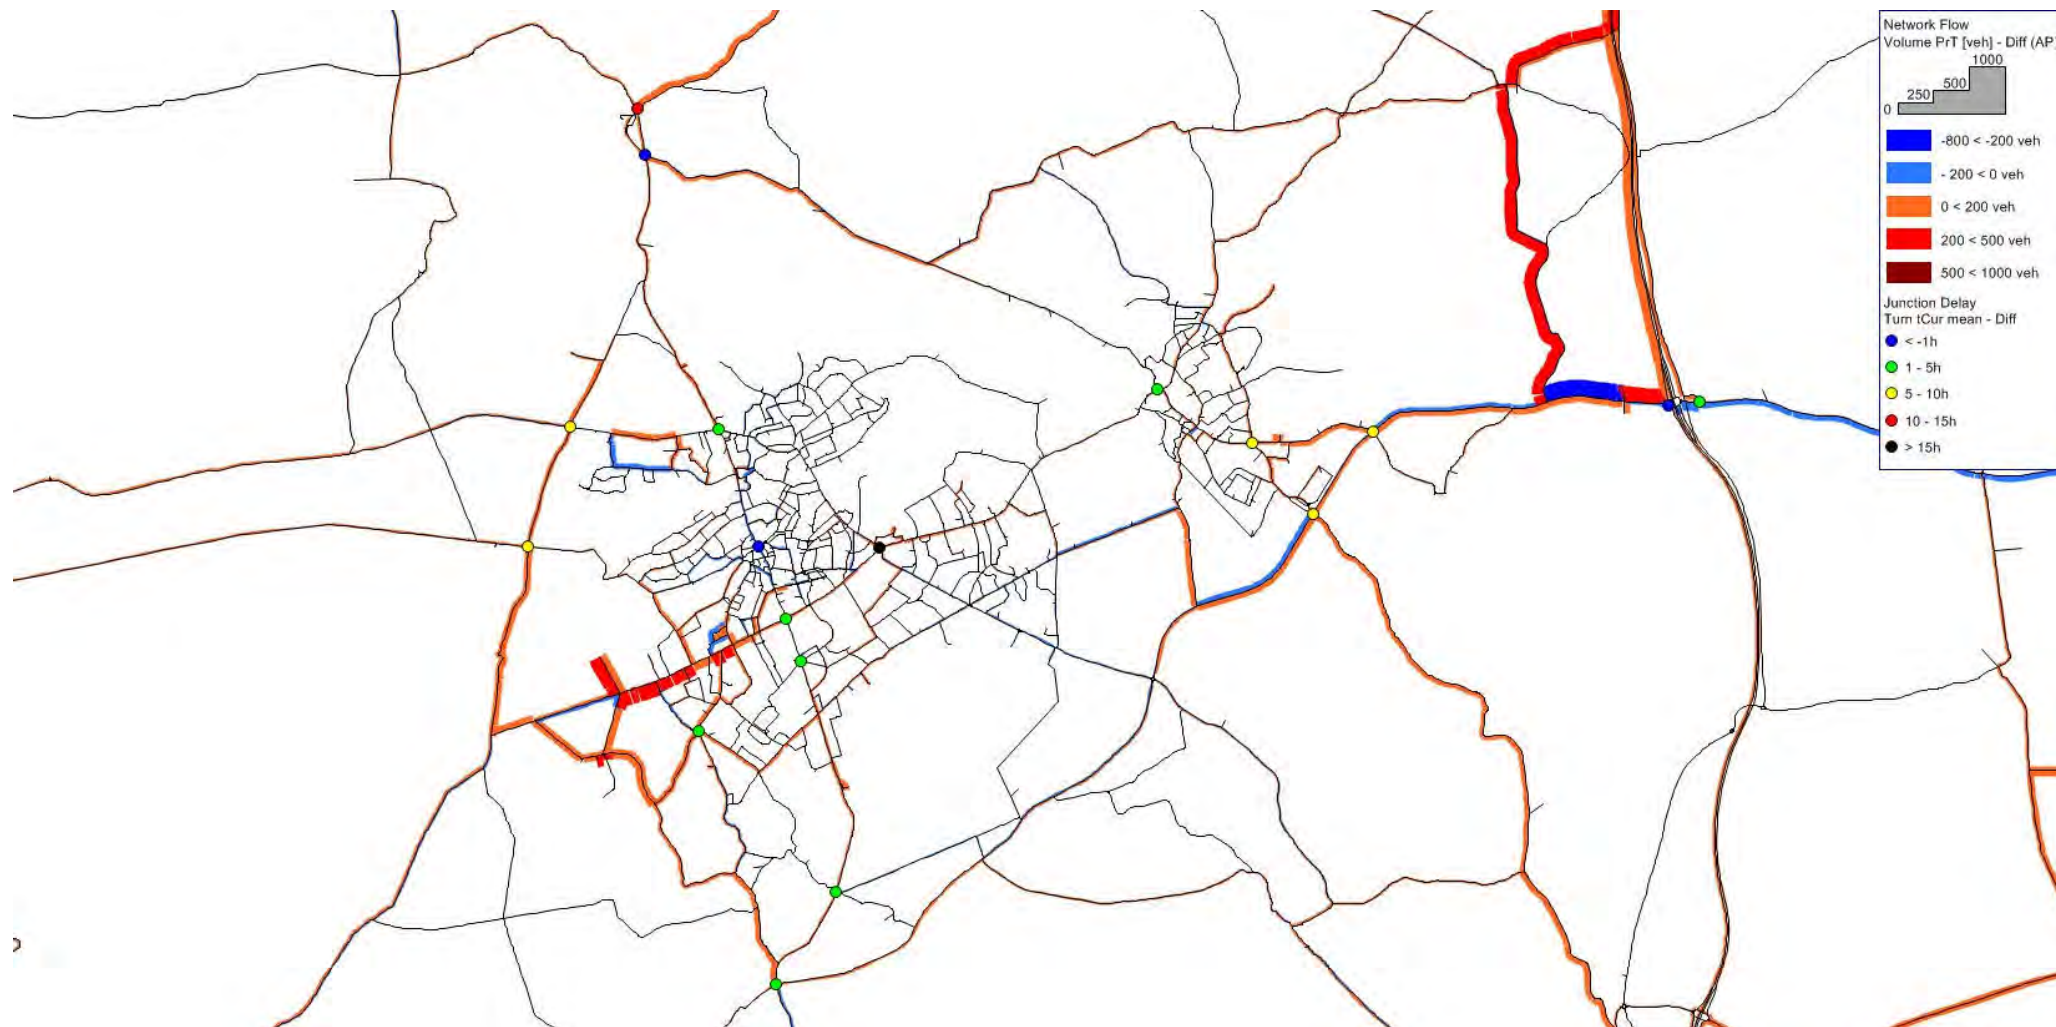 Network Flow
Volume PrT [veh] - Diff (AP)
1000
500
250
0
-800 < -200 veh
- 200 < 0 veh
0 < 200 veh
200 < 500 veh
500 < 1000 veh
Junction Delay
Turn tCur mean - Diff
< -1h
1 - 5h
5 - 10h
10 - 15h
> 15h